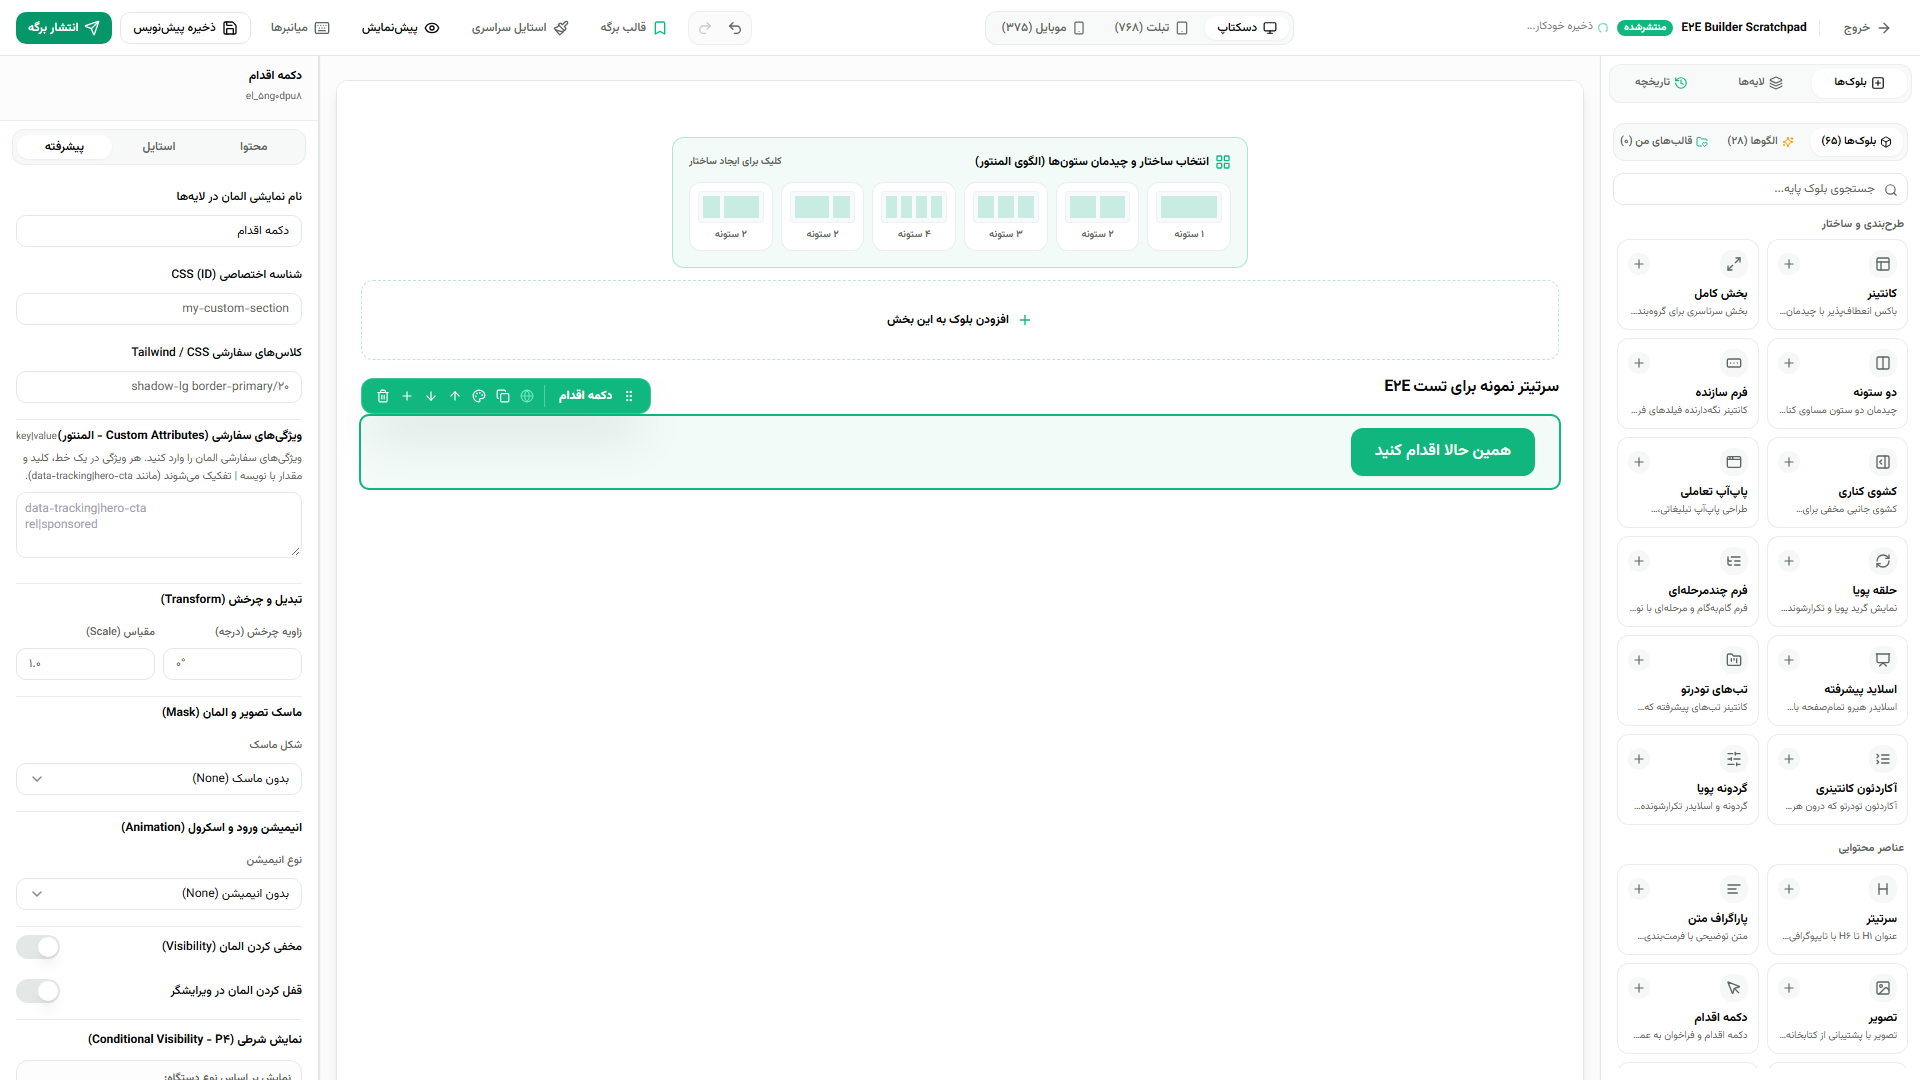 خروج
E2E Builder Scratchpad
منتشرشده
ذخیره خودکار...
دسکتاپ
تبلت (۷۶۸)
موبایل (۳۷۵)
قالب برگه
استایل سراسری
پیش‌نمایش
میانبرها
ذخیره پیش‌نویس
انتشار برگه
بلوک‌ها
لایه‌ها
تاریخچه
بلوک‌ها (۶۵)
الگوها (۲۸)
قالب‌های من (۰)
جستجوی بلوک پایه...
طرح‌بندی و ساختار
کانتینر
باکس انعطاف‌پذیر با چیدمان...
بخش کامل
بخش سرتاسری برای گروه‌بند...
دو ستونه
چیدمان دو ستون مساوی کنا...
فرم سازنده
کانتینر نگه‌دارنده فیلدهای فر...
کشوی کناری
کشوی جانبی مخفی برای...
پاپ‌آپ تعاملی
طراحی پاپ‌آپ تبلیغاتی،...
حلقه پویا
نمایش گرید پویا و تکرارشوند...
فرم چندمرحله‌ای
فرم گام‌به‌گام و مرحله‌ای با نو...
اسلاید پیشرفته
اسلایدر هیرو تمام‌صفحه با...
تب‌های تودرتو
کانتینر تب‌های پیشرفته که...
آکاردئون کانتینری
آکاردئون تودرتو که درون هر...
گردونه پویا
گردونه و اسلایدر تکرارشونده...
عناصر محتوایی
سرتیتر
عنوان H۱ تا H۶ با تایپوگرافی...
پاراگراف متن
متن توضیحی با فرمت‌بندی...
تصویر
تصویر با پشتیبانی از کتابخانه...
دکمه اقدام
دکمه اقدام و فراخوان به عمـ...
انتخاب ساختار و چیدمان ستون‌ها (الگوی المنتور)
کلیک برای ایجاد ساختار
۱ ستونه
۲ ستونه
۳ ستونه
۴ ستونه
۲ ستونه
۲ ستونه
افزودن بلوک به این بخش
سرتیتر نمونه برای تست E۲E
دکمه اقدام
همین حالا اقدام کنید
دکمه اقدام
el_۵ng۰dpu۸
محتوا
استایل
پیشرفته
نام نمایشی المان در لایه‌ها
دکمه اقدام
شناسه اختصاصی CSS (ID)
my-custom-section
کلاس‌های سفارشی Tailwind / CSS
shadow-lg border-primary/۲۰
ویژگی‌های سفارشی (Custom Attributes - المنتور)
key|value
ویژگی‌های سفارشی المان را وارد کنید. هر ویژگی در یک خط، کلید و
مقدار با نویسه | تفکیک می‌شوند (مانند data-tracking|hero-cta).
data-tracking|hero-cta
rel|sponsored
تبدیل و چرخش (Transform)
زاویه چرخش (درجه)
مقیاس (Scale)
۰°
۱.۰
ماسک تصویر و المان (Mask)
شکل ماسک
بدون ماسک (None)
انیمیشن ورود و اسکرول (Animation)
نوع انیمیشن
بدون انیمیشن (None)
مخفی کردن المان (Visibility)
قفل کردن المان در ویرایشگر
نمایش شرطی (Conditional Visibility - P۴)
نمایش بر اساس نوع دستگاه: